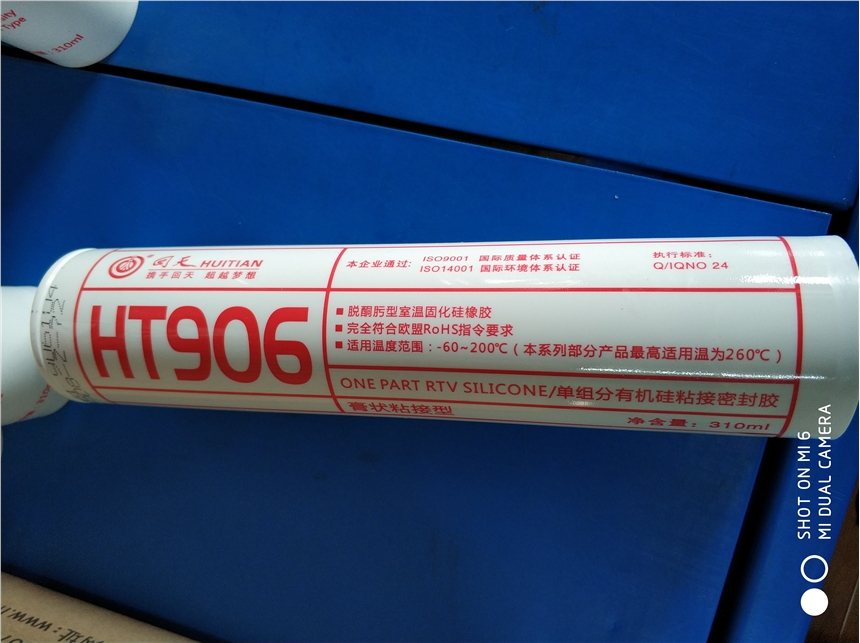 Type
310ml
回天 HUITIAN
携手回天 超越梦想
本企业通过: ISO9001 国际质量体系认证
ISO14001 国际环境体系认证
执行标准:
Q/IQNO 24
HT906
■ 脱酮肟型室温固化硅橡胶
■ 完全符合欧盟RoHS指令要求
■ 适用温度范围: -60~200℃ ( 本系列部分产品最高适用温为260℃ )
ONE PART RTV SILICONE/单组分有机硅粘接密封胶
膏状粘接型
净含量: 310ml
SHOT ON MI 6
MI DUAL CAMERA